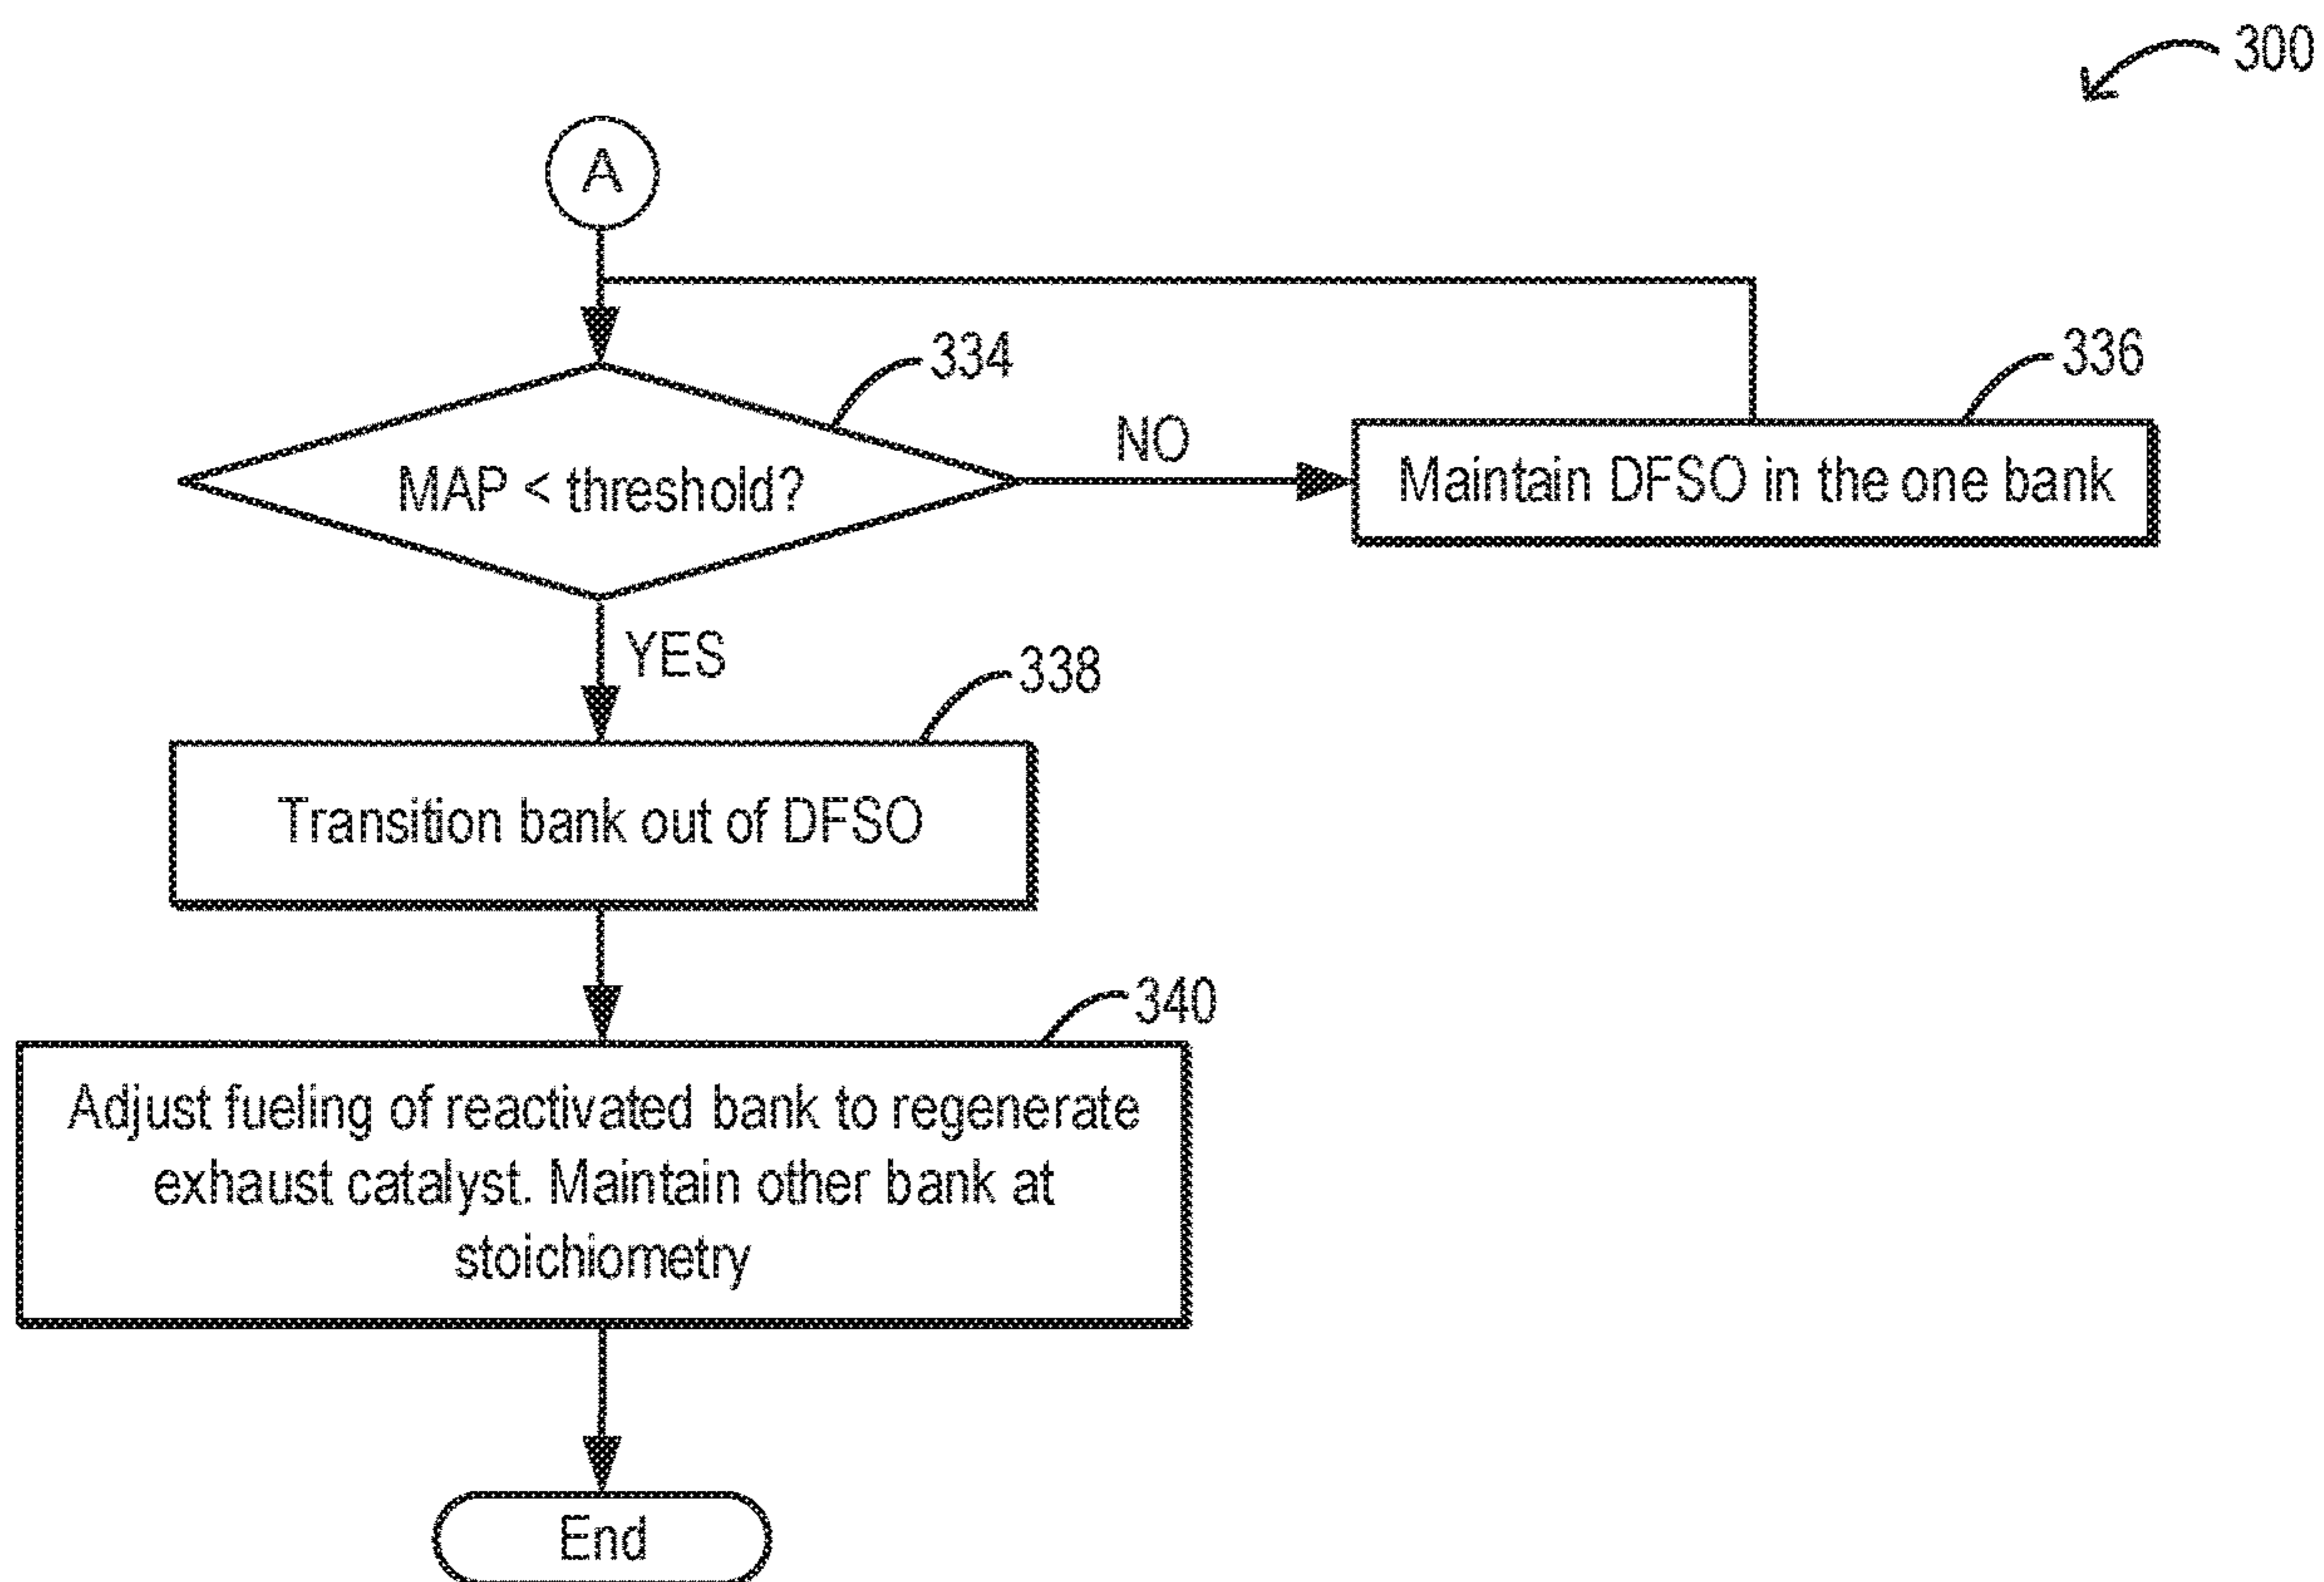 300
A
334
MAP < threshold?
NO
336
Maintain DFSO in the one bank
YES
338
Transition bank out of DFSO
340
Adjust fueling of reactivated bank to regenerate
exhaust catalyst. Maintain other bank at
stoichiometry
End